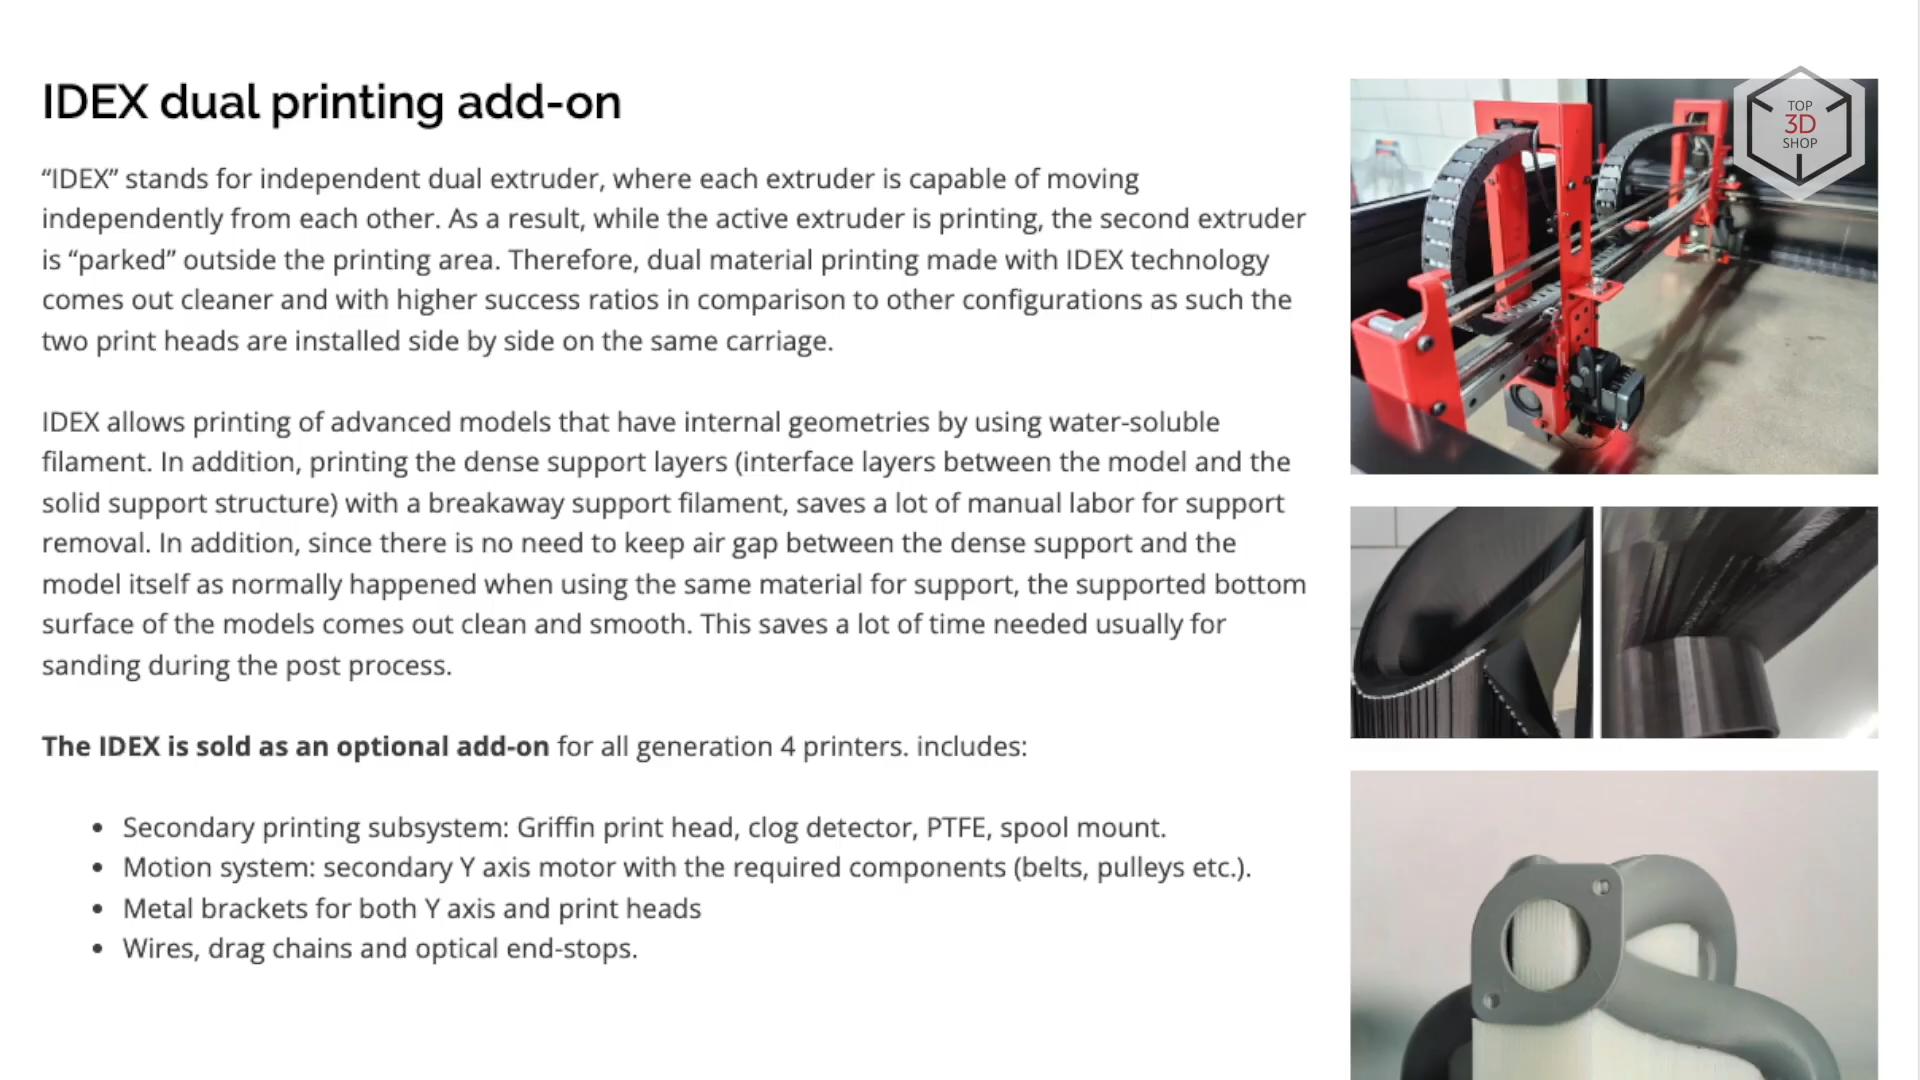 IDEX dual printing add-on
“IDEX” stands for independent dual extruder, where each extruder is capable of moving
independently from each other. As a result, while the active extruder is printing, the second extruder
is “parked” outside the printing area. Therefore, dual material printing made with IDEX technology
comes out cleaner and with higher success ratios in comparison to other configurations as such the
two print heads are installed side by side on the same carriage.
IDEX allows printing of advanced models that have internal geometries by using water-soluble
filament. In addition, printing the dense support layers (interface layers between the model and the
solid support structure) with a breakaway support filament, saves a lot of manual labor for support
removal. In addition, since there is no need to keep air gap between the dense support and the
model itself as normally happened when using the same material for support, the supported bottom
surface of the models comes out clean and smooth. This saves a lot of time needed usually for
sanding during the post process.
The IDEX is sold as an optional add-on for all generation 4 printers. includes:
• Secondary printing subsystem: Griffin print head, clog detector, PTFE, spool mount.
• Motion system: secondary Y axis motor with the required components (belts, pulleys etc.).
• Metal brackets for both Y axis and print heads
• Wires, drag chains and optical end-stops.
TOP
3D
SHOP